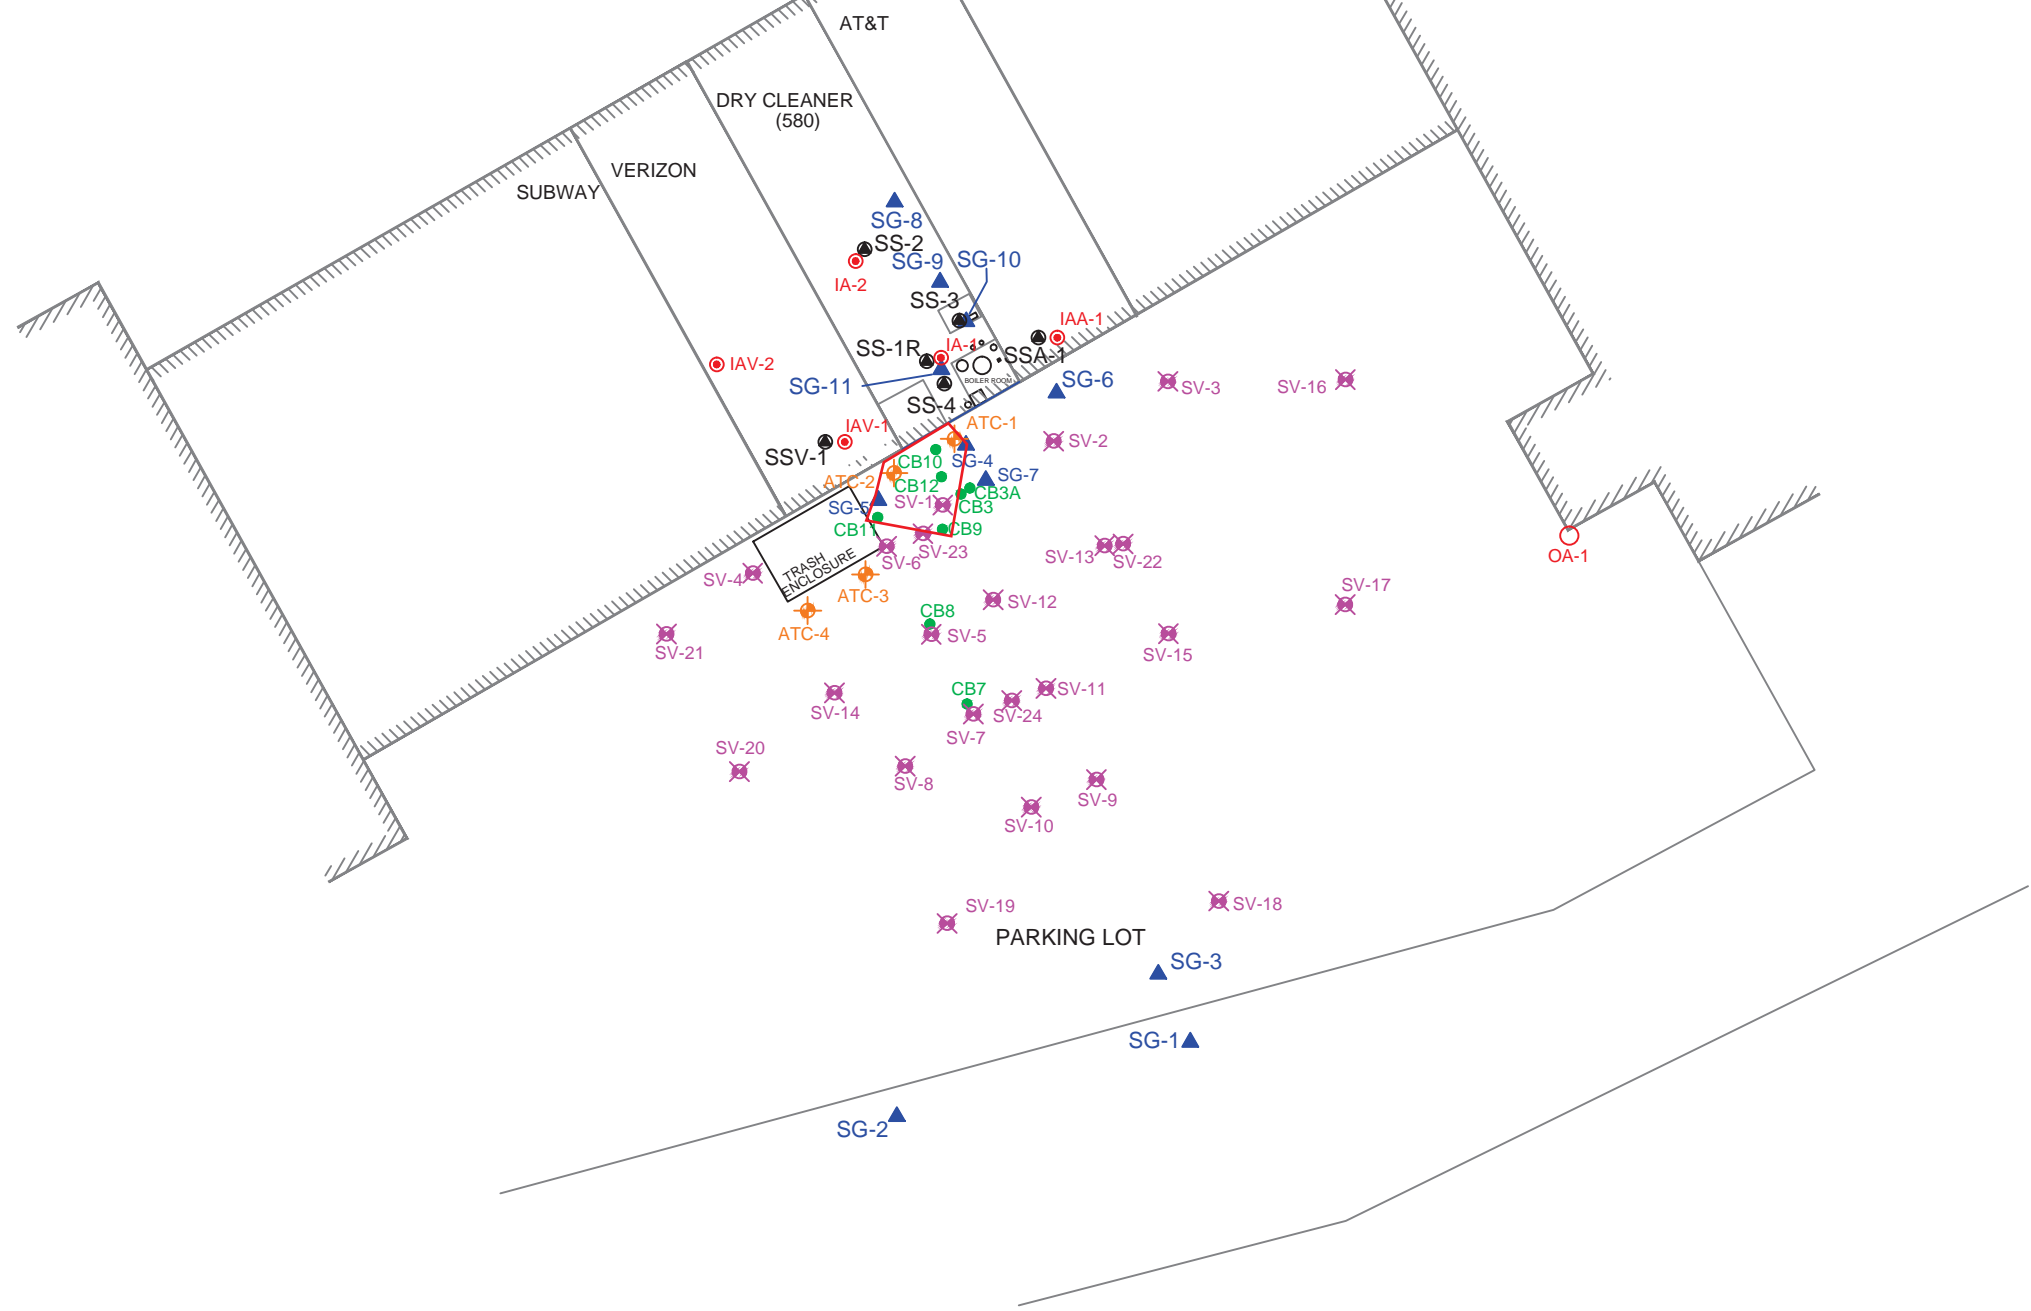 AT&T
DRY CLEANER
(580)
VERIZON
SUBWAY
SG-8
SS-2
SG-9
SG-10
IA-2
SS-3
IAA-1
IA-1
SS-1R
SSA-1
IAV-2
SG-11
BOILER ROOM
SG-6
SV-3
SV-16
SS-4
IAV-1
ATC-1
SV-2
SSV-1
CB10
SG-4
SG-7
ATC-2
CB12
CB3A
SV-1
SG-5
CB3
CB11
CB9
SV-23
SV-6
SV-13
SV-22
OA-1
TRASH
ENCLOSURE
SV-4
ATC-3
SV-17
SV-12
CB8
ATC-4
SV-5
SV-21
SV-15
CB7
SV-11
SV-14
SV-24
SV-7
SV-20
SV-8
SV-9
SV-10
SV-19
SV-18
PARKING LOT
SG-3
SG-1
SG-2